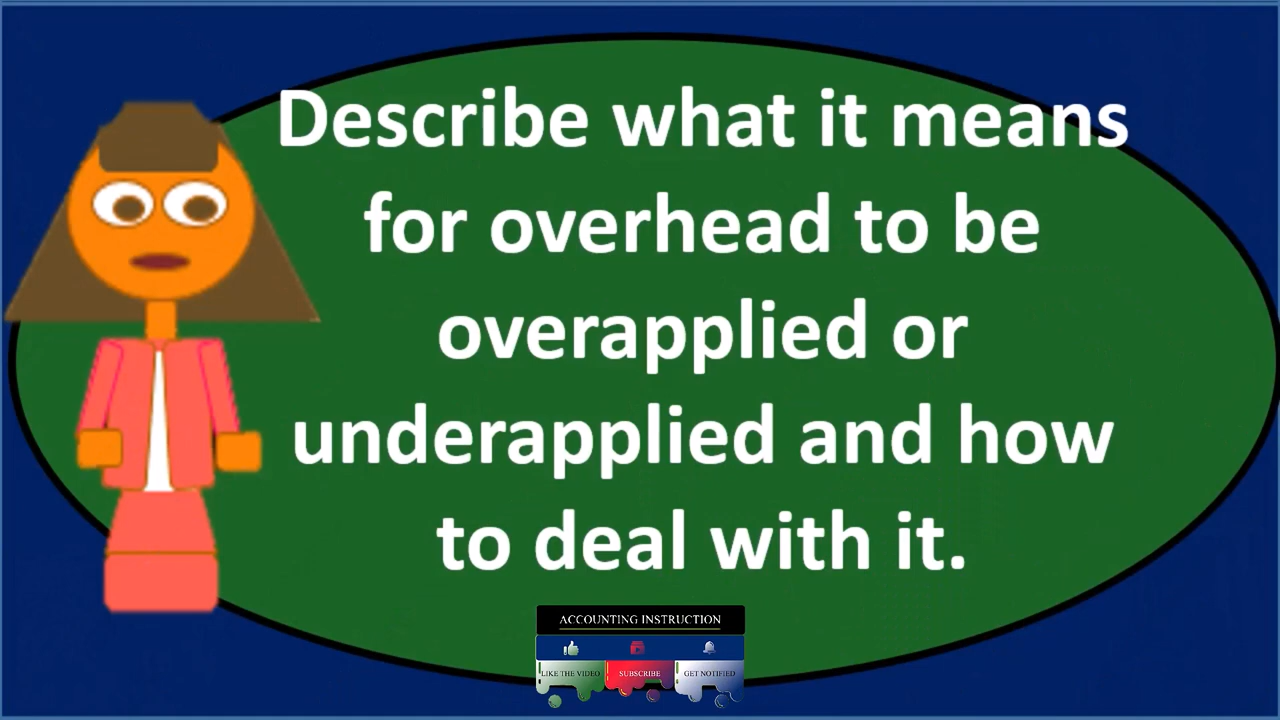 Describe what it means
for overhead to be
overapplied or
underapplied and how
to deal with it.
ACCOUNTING INSTRUCTION
LIKE THE VIDEO SUBSCRIBE GET NOTIFIED